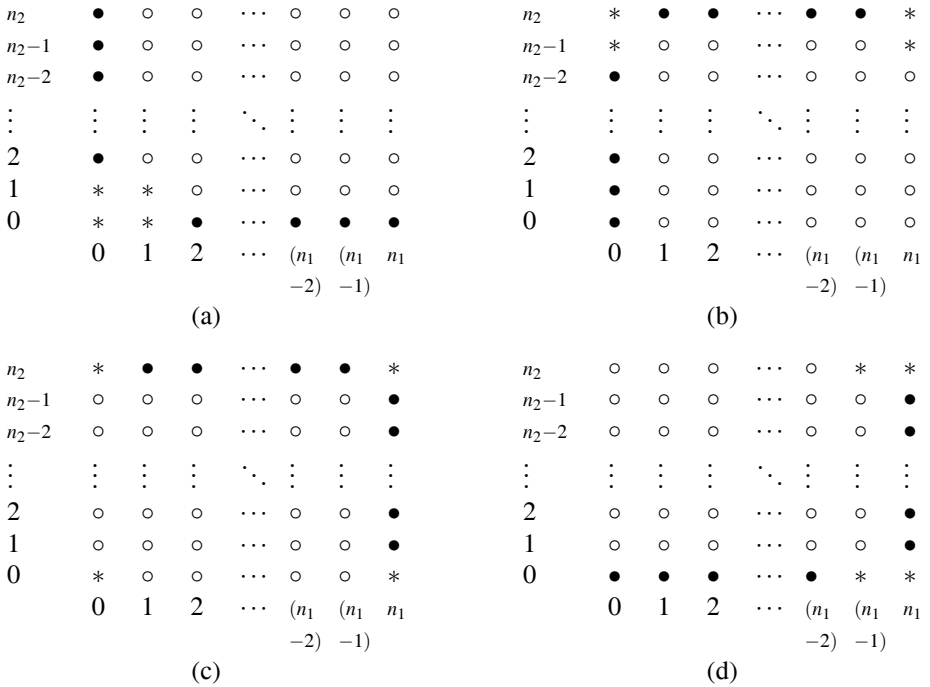 n₂ • ○ ○ ⋯ ○ ○ ○
n₂−1 • ○ ○ ⋯ ○ ○ ○
n₂−2 • ○ ○ ⋯ ○ ○ ○
⋮ ⋮ ⋮ ⋮ ⋱ ⋮ ⋮ ⋮
2 • ○ ○ ⋯ ○ ○ ○
1 * * ○ ⋯ ○ ○ ○
0 * * • ⋯ • • •
0 1 2 ⋯ (n₁ (n₁ n₁
−2) −1)
(a)
n₂ * • • ⋯ • • *
n₂−1 * ○ ○ ⋯ ○ ○ *
n₂−2 • ○ ○ ⋯ ○ ○ ○
⋮ ⋮ ⋮ ⋮ ⋱ ⋮ ⋮ ⋮
2 • ○ ○ ⋯ ○ ○ ○
1 • ○ ○ ⋯ ○ ○ ○
0 • ○ ○ ⋯ ○ ○ ○
0 1 2 ⋯ (n₁ (n₁ n₁
−2) −1)
(b)
n₂ * • • ⋯ • • *
n₂−1 ○ ○ ○ ⋯ ○ ○ •
n₂−2 ○ ○ ○ ⋯ ○ ○ •
⋮ ⋮ ⋮ ⋮ ⋱ ⋮ ⋮ ⋮
2 ○ ○ ○ ⋯ ○ ○ •
1 ○ ○ ○ ⋯ ○ ○ •
0 * ○ ○ ⋯ ○ ○ *
0 1 2 ⋯ (n₁ (n₁ n₁
−2) −1)
(c)
n₂ ○ ○ ○ ⋯ ○ * *
n₂−1 ○ ○ ○ ⋯ ○ ○ •
n₂−2 ○ ○ ○ ⋯ ○ ○ •
⋮ ⋮ ⋮ ⋮ ⋱ ⋮ ⋮ ⋮
2 ○ ○ ○ ⋯ ○ ○ •
1 ○ ○ ○ ⋯ ○ ○ •
0 • • • ⋯ • * *
0 1 2 ⋯ (n₁ (n₁ n₁
−2) −1)
(d)